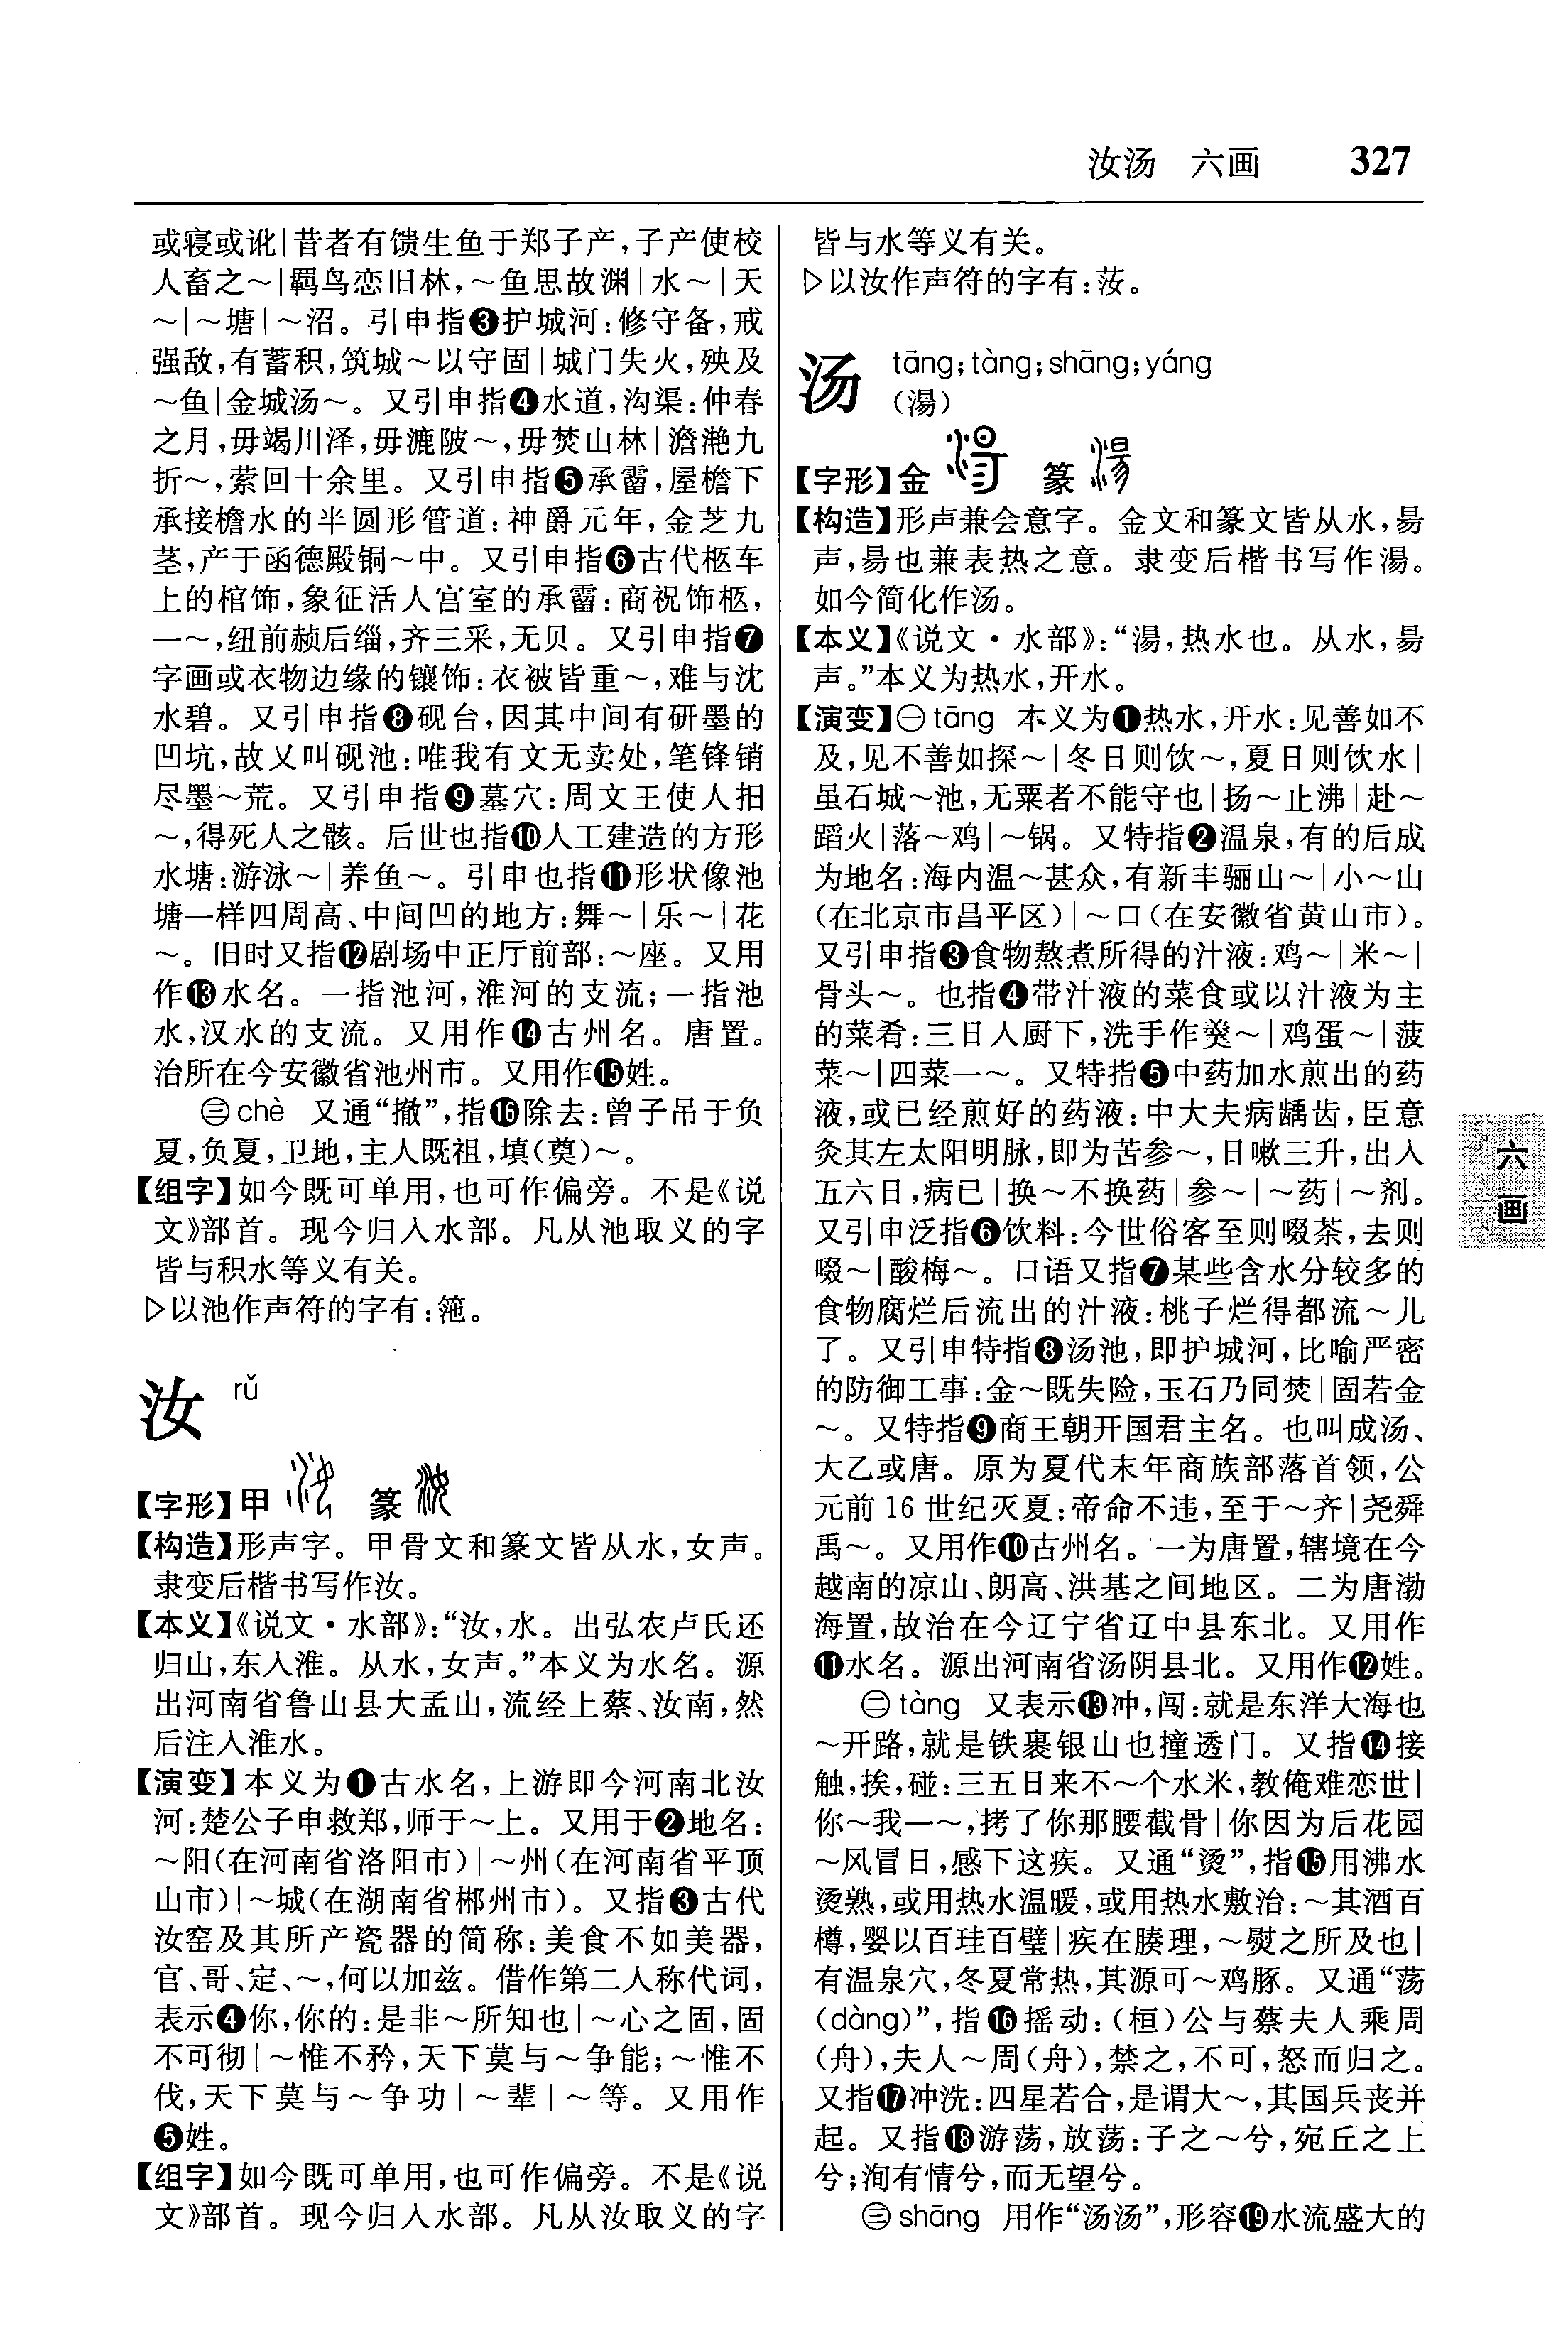 汝汤 六画 327
或寝或讹|昔者有馈生鱼于郑子产,子产使校
人畜之～|羁鸟恋旧林,～鱼思故渊|水～|天
～|～塘|～沼。引申指❸护城河:修守备,戒
强敌,有蓄积,筑城～以守固|城门失火,殃及
～鱼|金城汤～。又引申指❹水道,沟渠:仲春
之月,毋竭川泽,毋漉陂～,毋焚山林|澹滟九
折～,萦回十余里。又引申指❺承霤,屋檐下
承接檐水的半圆形管道:神爵元年,金芝九
茎,产于函德殿铜～中。又引申指❻古代柩车
上的棺饰,象征活人宫室的承霤:商祝饰柩,
一～,纽前赪后缁,齐三采,无贝。又引申指❼
字画或衣物边缘的镶饰:衣被皆重～,难与沈
水碧。又引申指❽砚台,因其中间有研墨的
凹坑,故又叫砚池:唯我有文无卖处,笔锋销
尽墨～荒。又引申指❾墓穴:周文王使人抇
～,得死人之骸。后世也指❿人工建造的方形
水塘:游泳～|养鱼～。引申也指⓫形状像池
塘一样四周高、中间凹的地方:舞～|乐～|花
～。旧时又指⓬剧场中正厅前部:～座。又用
作⓭水名。一指池河,淮河的支流;一指池
水,汉水的支流。又用作⓮古州名。唐置。
治所在今安徽省池州市。又用作⓯姓。
㊂chè 又通“撤”,指⓰除去:曾子吊于负
夏,负夏,卫地,主人既祖,填(奠)～。
【组字】如今既可单用,也可作偏旁。不是《说
文》部首。现今归入水部。凡从池取义的字
皆与积水等义有关。
▷以池作声符的字有:箷。
汝 rǔ
【字形】甲 篆
【构造】形声字。甲骨文和篆文皆从水,女声。
隶变后楷书写作汝。
【本义】《说文·水部》:“汝,水。出弘农卢氏还
归山,东入淮。从水,女声。”本义为水名。源
出河南省鲁山县大孟山,流经上蔡、汝南,然
后注入淮水。
【演变】本义为❶古水名,上游即今河南北汝
河:楚公子申救郑,师于～上。又用于❷地名:
～阳(在河南省洛阳市)|～州(在河南省平顶
山市)|～城(在湖南省郴州市)。又指❸古代
汝窑及其所产瓷器的简称:美食不如美器,
官、哥、定、～,何以加兹。借作第二人称代词,
表示❹你,你的:是非～所知也|～心之固,固
不可彻|～惟不矜,天下莫与～争能;～惟不
伐,天下莫与～争功|～辈|～等。又用作
❺姓。
【组字】如今既可单用,也可作偏旁。不是《说
文》部首。现今归入水部。凡从汝取义的字
皆与水等义有关。
▷以汝作声符的字有:茹。
汤 tāng;tàng;shāng;yáng
(湯)
【字形】金 篆
【构造】形声兼会意字。金文和篆文皆从水,昜
声,昜也兼表热之意。隶变后楷书写作湯。
如今简化作汤。
【本义】《说文·水部》:“湯,热水也。从水,昜
声。”本义为热水,开水。
【演变】㊀tāng 本义为❶热水,开水:见善如不
及,见不善如探～|冬日则饮～,夏日则饮水|
虽石城～池,无粟者不能守也|扬～止沸|赴～
蹈火|落～鸡|～锅。又特指❷温泉,有的后成
为地名:海内温～甚众,有新丰骊山～|小～山
(在北京市昌平区)|～口(在安徽省黄山市)。
又引申指❸食物熬煮所得的汁液:鸡～|米～|
骨头～。也指❹带汁液的菜食或以汁液为主
的菜肴:三日入厨下,洗手作羹～|鸡蛋～|菠
菜～|四菜一～。又特指❺中药加水煎出的药
液,或已经煎好的药液:中大夫病龋齿,臣意
灸其左太阳明脉,即为苦参～,日嗽三升,出入
五六日,病已|换～不换药|参～|～药|～剂。
又引申泛指❻饮料:今世俗客至则啜茶,去则
啜～|酸梅～。口语又指❼某些含水分较多的
食物腐烂后流出的汁液:桃子烂得都流～儿
了。又引申特指❽汤池,即护城河,比喻严密
的防御工事:金～既失险,玉石乃同焚|固若金
～。又特指❾商王朝开国君主名。也叫成汤、
大乙或唐。原为夏代末年商族部落首领,公
元前16世纪灭夏:帝命不违,至于～齐|尧舜
禹～。又用作❿古州名。一为唐置,辖境在今
越南的凉山、朗高、洪基之间地区。二为唐渤
海置,故治在今辽宁省辽中县东北。又用作
⓫水名。源出河南省汤阴县北。又用作⓬姓。
㊁tàng 又表示⓭冲,闯:就是东洋大海也
～开路,就是铁裹银山也撞透门。又指⓮接
触,挨,碰:三五日来不～个水米,教俺难恋世|
你～我一～,拷了你那腰截骨|你因为后花园
～风冒日,感下这疾。又通“烫”,指⓯用沸水
烫熟,或用热水温暖,或用热水敷治:～其酒百
樽,婴以百珪百璧|疾在腠理,～熨之所及也|
有温泉穴,冬夏常热,其源可～鸡豚。又通“荡
(dàng)”,指⓰摇动:(桓)公与蔡夫人乘周
(舟),夫人～周(舟),禁之,不可,怒而归之。
又指⓱冲洗:四星若合,是谓大～,其国兵丧并
起。又指⓲游荡,放荡:子之～兮,宛丘之上
兮;洵有情兮,而无望兮。
㊂shāng 用作“汤汤”,形容⓳水流盛大的
六
画